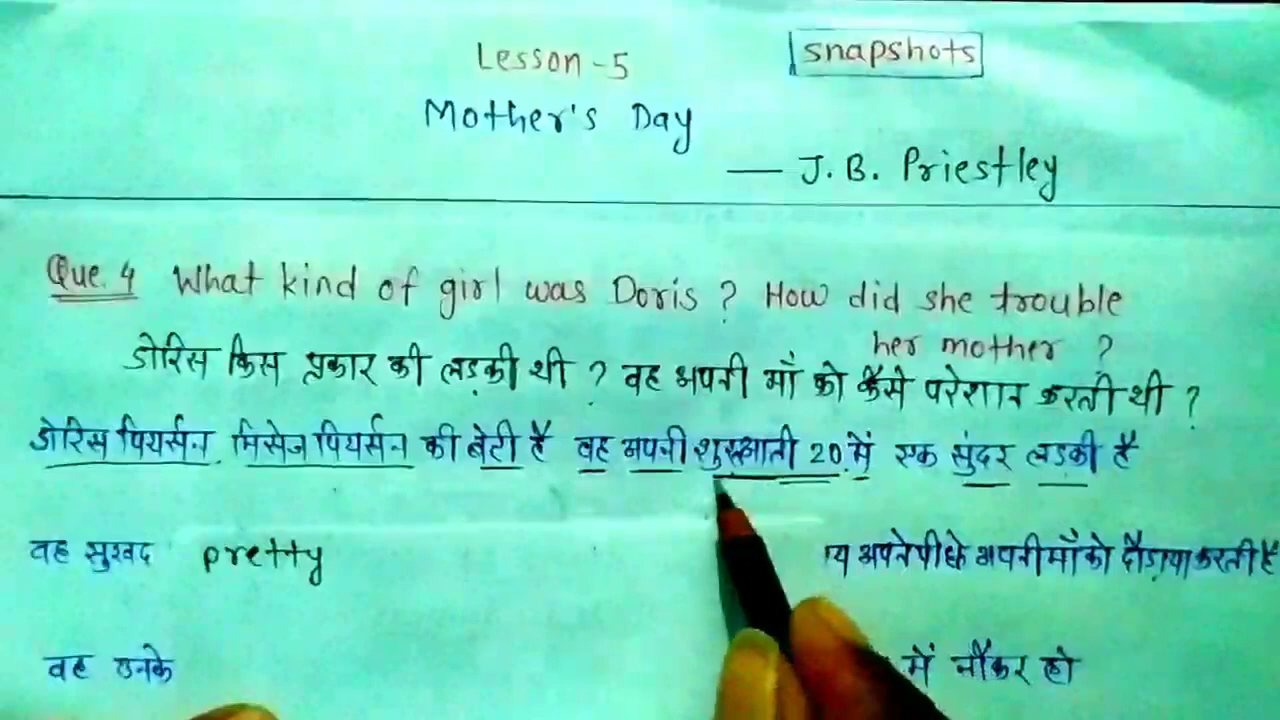 Lesson - 5
snapshots
Mother's Day
— J. B. Priestley
Que. 4 What kind of girl was Doris ? How did she trouble
her mother ?
डोरिस किस प्रकार की लड़की थी ? वह अपनी माँ को कैसे परेशान करती थी ?
डोरिस पियर्सन मिसेज पियर्सन की बेटी है वह अपनी शुरुआती 20 में एक सुंदर लड़की है
वह सुखद pretty अपने पीछे अपनी माँ को दौड़ाया करती है
वह उनके में नौकर हो